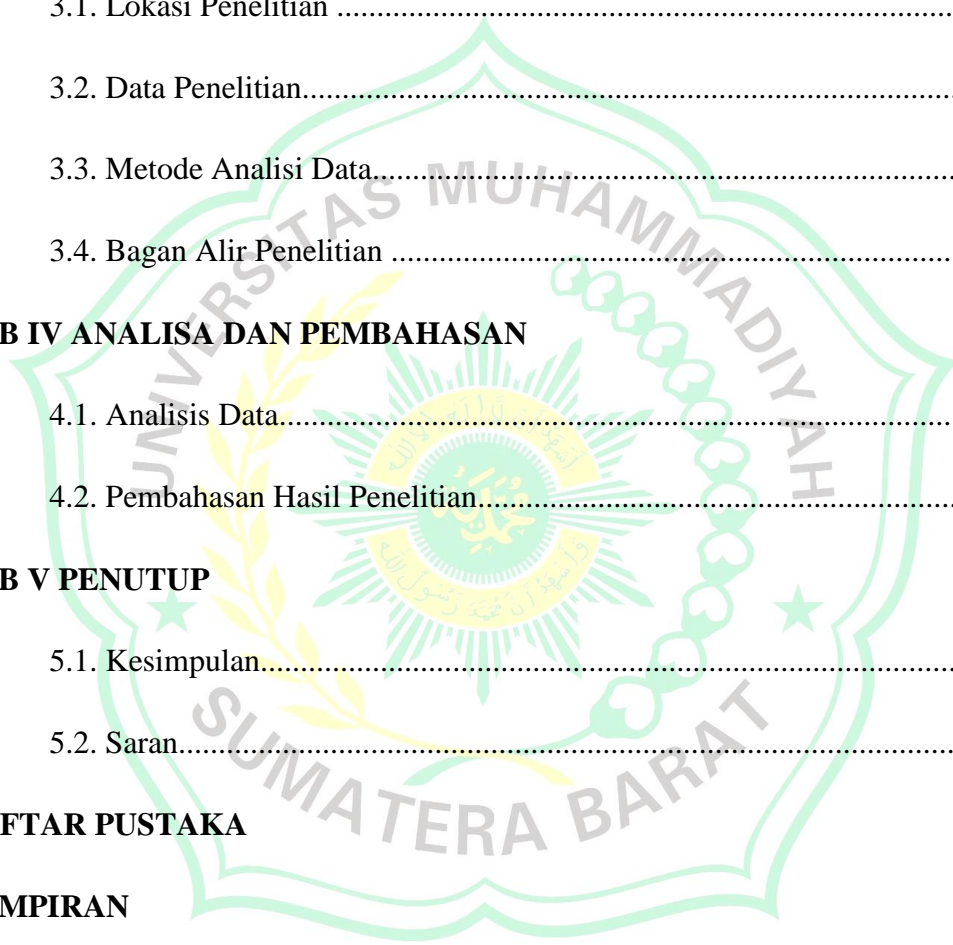 3.1. Lokasi Penelitian ....................................................................................
3.2. Data Penelitian.........................................................................................
3.3. Metode Analisi Data................................................................................
3.4. Bagan Alir Penelitian ..............................................................................
B IV ANALISA DAN PEMBAHASAN
4.1. Analisis Data............................................................................................
4.2. Pembahasan Hasil Penelitian...................................................................
B V PENUTUP
5.1. Kesimpulan..............................................................................................
5.2. Saran........................................................................................................
FTAR PUSTAKA
MPIRAN
UNIVERSITAS MUHAMMADIYAH
SUMATERA BARAT